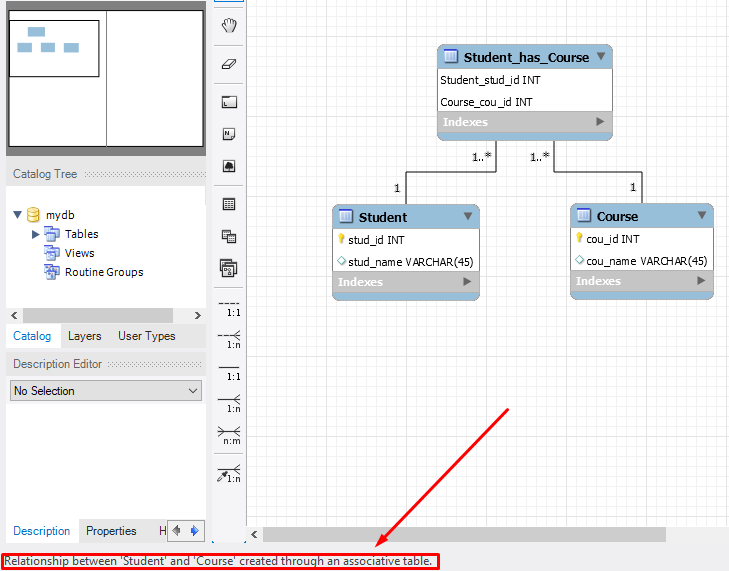 Catalog Tree
mydb
Tables
Views
Routine Groups
Catalog
Layers
User Types
Description Editor
No Selection
Description
Properties
H
1:1
1:n
1:1
1:n
n:m
1:n
Student_has_Course
Student_stud_id INT
Course_cou_id INT
Indexes
1..*
1..*
1
1
Student
stud_id INT
stud_name VARCHAR(45)
Indexes
Course
cou_id INT
cou_name VARCHAR(45)
Indexes
Relationship between 'Student' and 'Course' created through an associative table.